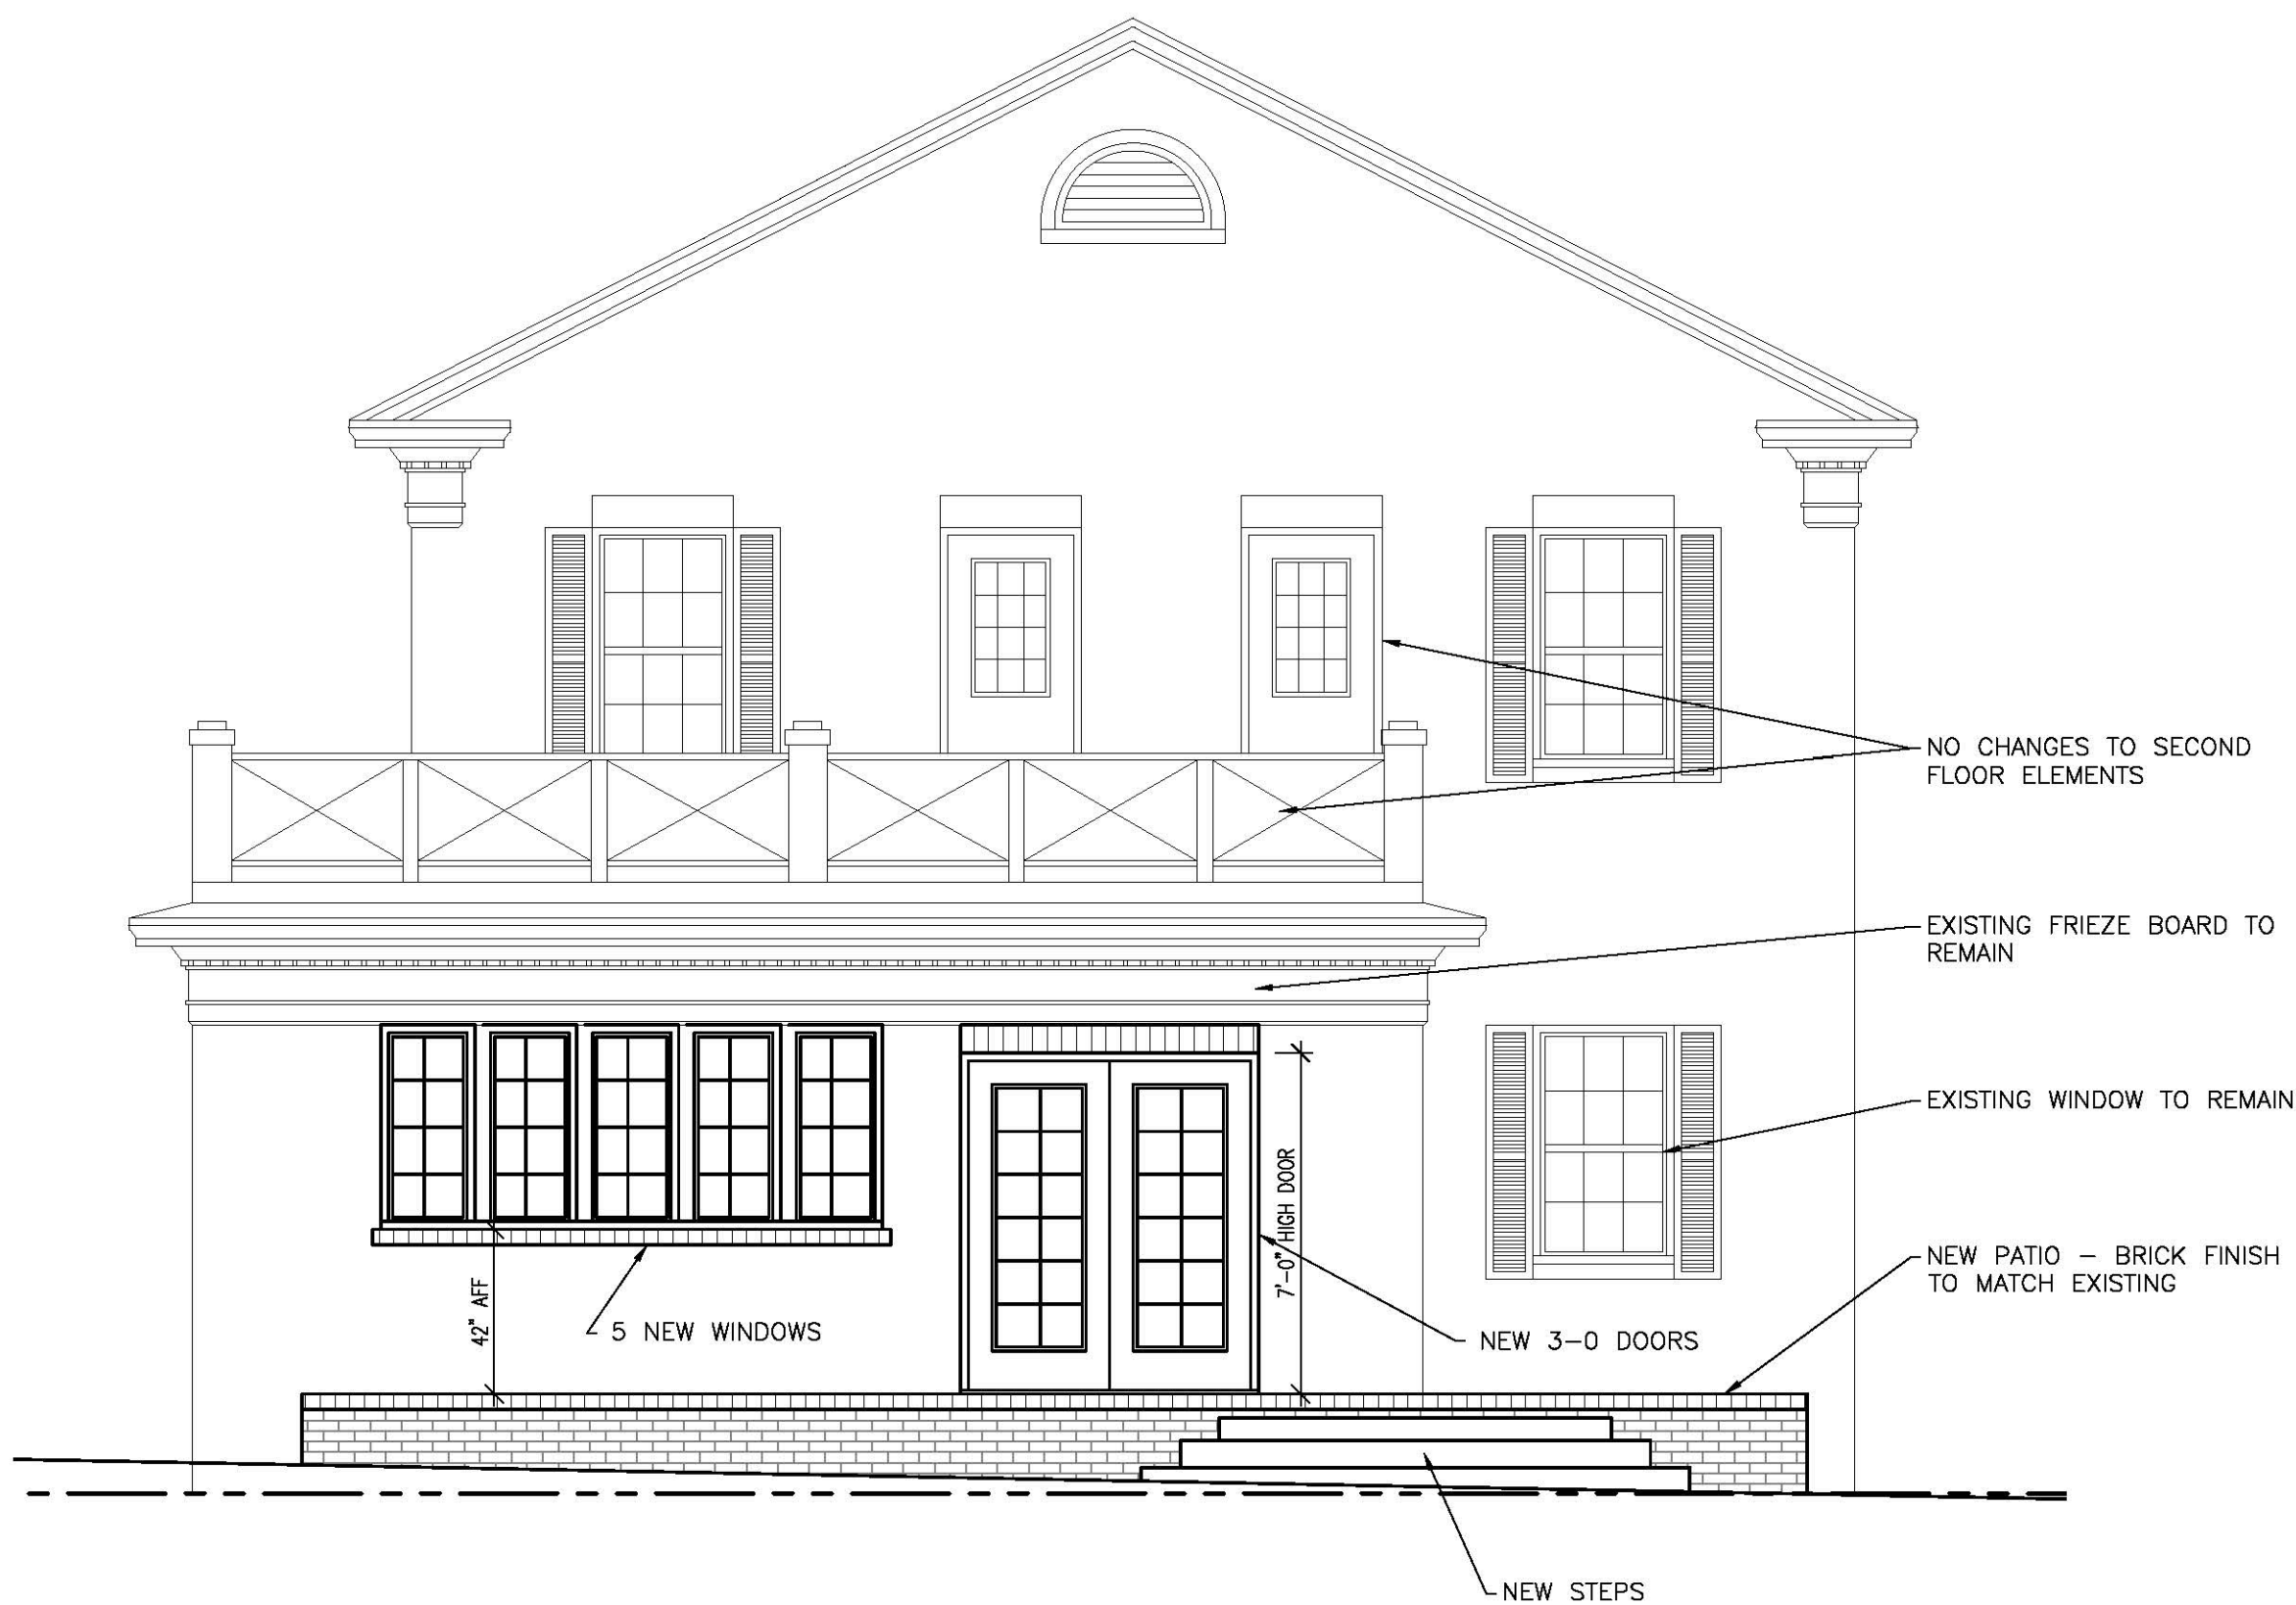 NO CHANGES TO SECOND
FLOOR ELEMENTS
EXISTING FRIEZE BOARD TO
REMAIN
EXISTING WINDOW TO REMAIN
7'-0" HIGH DOOR
NEW PATIO – BRICK FINISH
TO MATCH EXISTING
42" AFF
5 NEW WINDOWS
NEW 3-0 DOORS
NEW STEPS